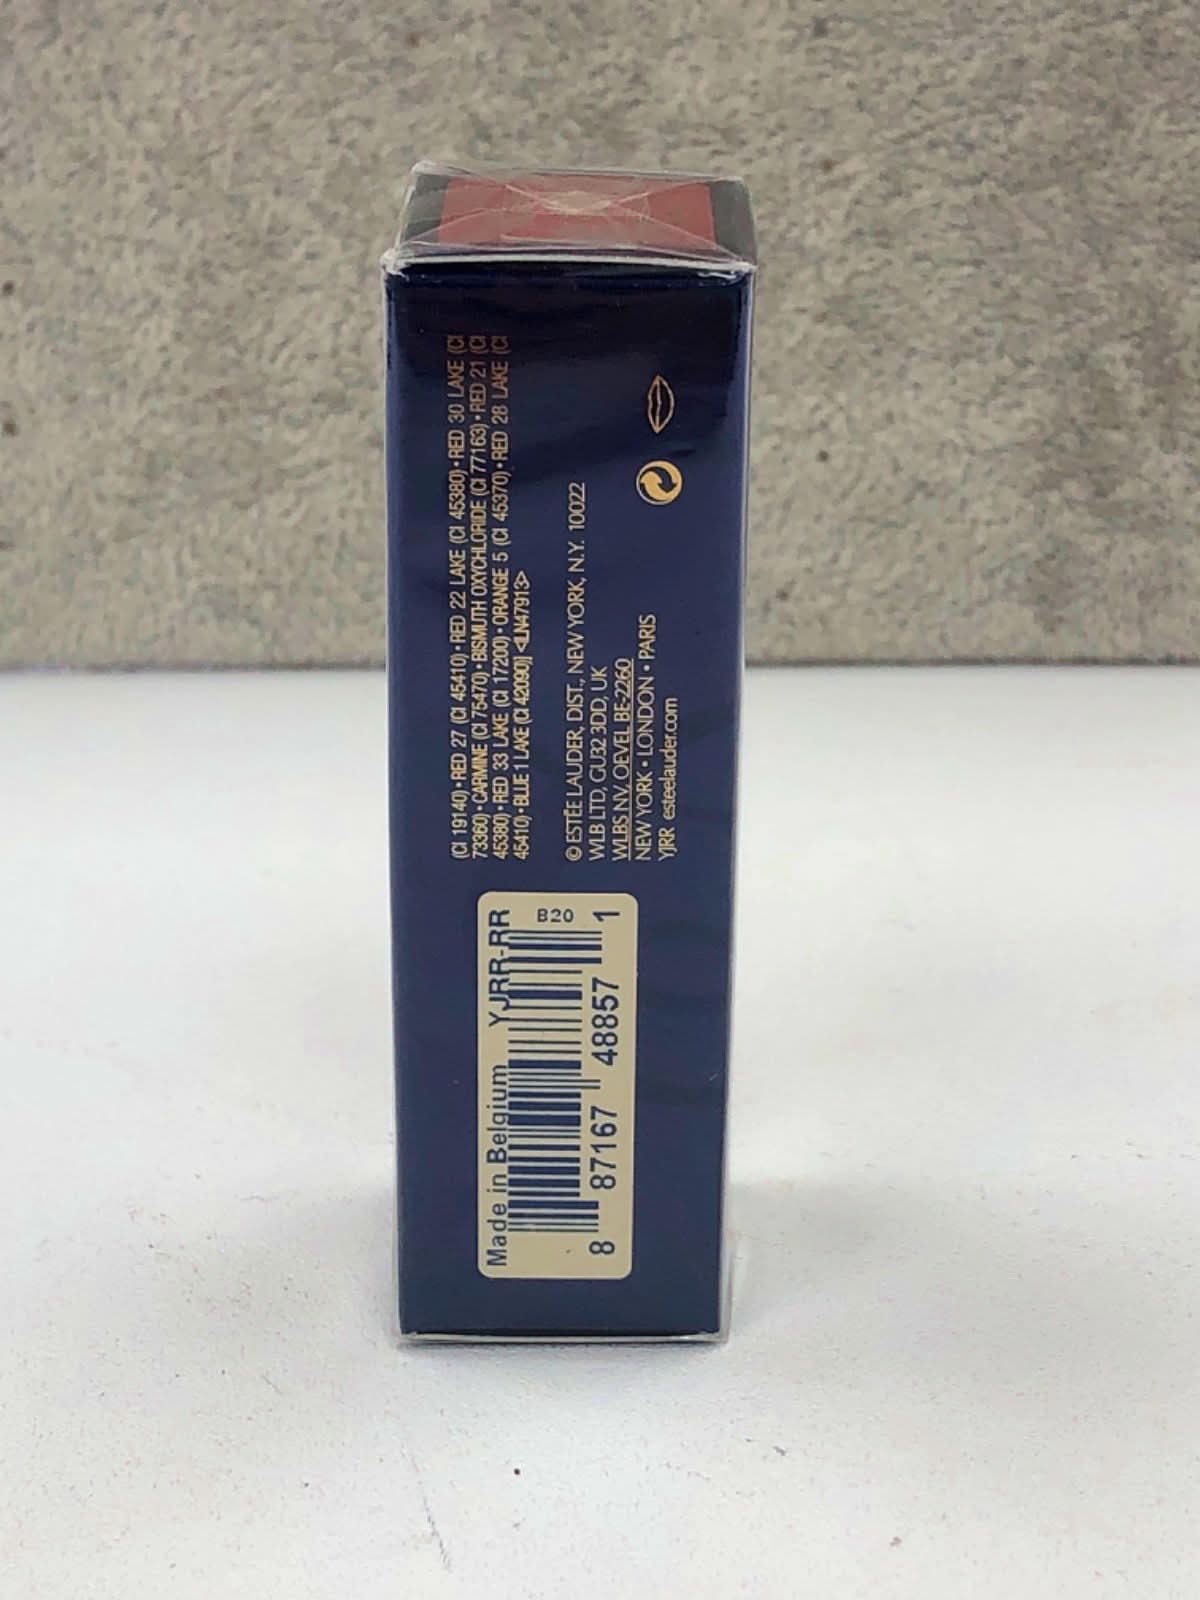 (CI 19140) • RED 27 (CI 45410) • RED 22 LAKE (CI 45380) • RED 30 LAKE (CI
73360) • CARMINE (CI 75470) • BISMUTH OXYCHLORIDE (CI 77163) • RED 21 (CI
45380) • RED 33 LAKE (CI 17200) • ORANGE 5 (CI 45370) • RED 28 LAKE (CI
45410) • BLUE 1 LAKE (CI 42090)] <ILN47913>
© ESTÉE LAUDER, DIST., NEW YORK, N.Y. 10022
WLB LTD, GU32 3DD, UK
WLBS NV, OEVEL BE-2260
NEW YORK • LONDON • PARIS
YJRR esteelauder.com
Made in Belgium YJRR-RR
B20
8 87167 48857 1